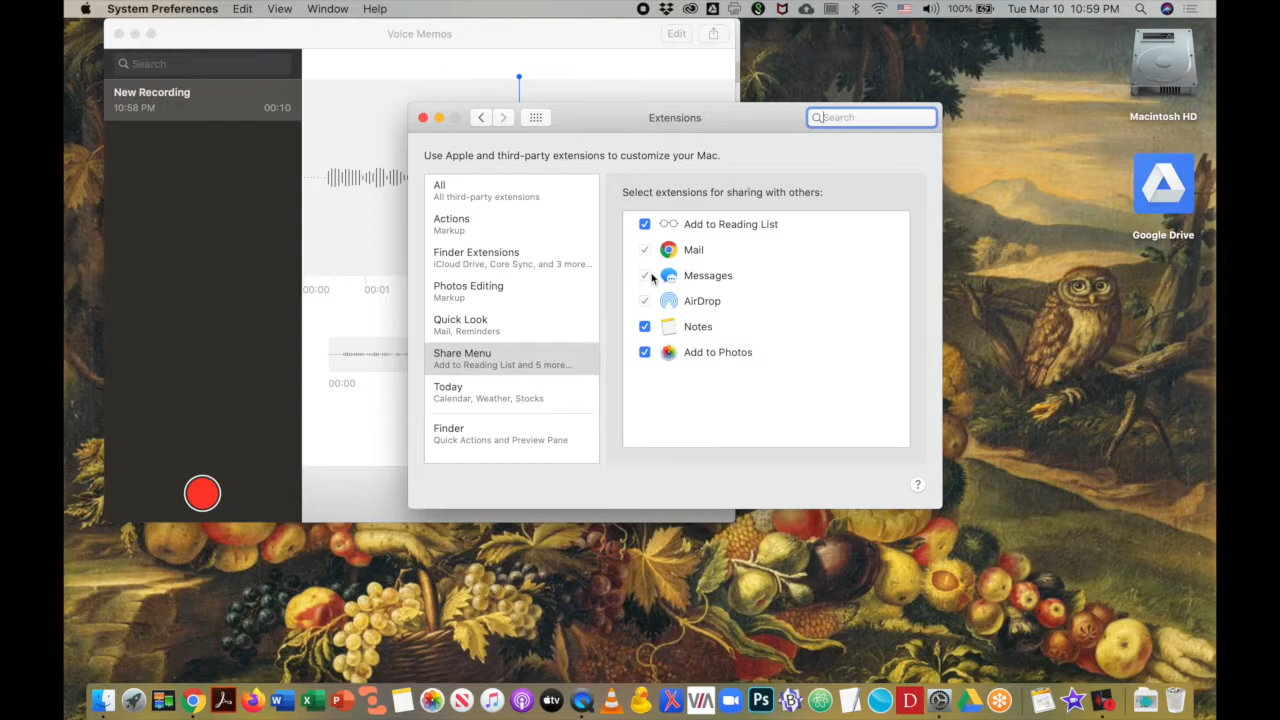 System Preferences Edit View Window Help 100% Tue Mar 10 10:59 PM
Voice Memos Edit
Search
New Recording
10:58 PM 00:10
00:00 00:01
00:00
Extensions Search
Use Apple and third-party extensions to customize your Mac.
All
All third-party extensions
Actions
Markup
Finder Extensions
iCloud Drive, Core Sync, and 3 more...
Photos Editing
Markup
Quick Look
Mail, Reminders
Share Menu
Add to Reading List and 5 more...
Today
Calendar, Weather, Stocks
Finder
Quick Actions and Preview Pane
Select extensions for sharing with others:
Add to Reading List
Mail
Messages
AirDrop
Notes
Add to Photos
?
Macintosh HD
Google Drive
W X P N tv X VIA Ps b D